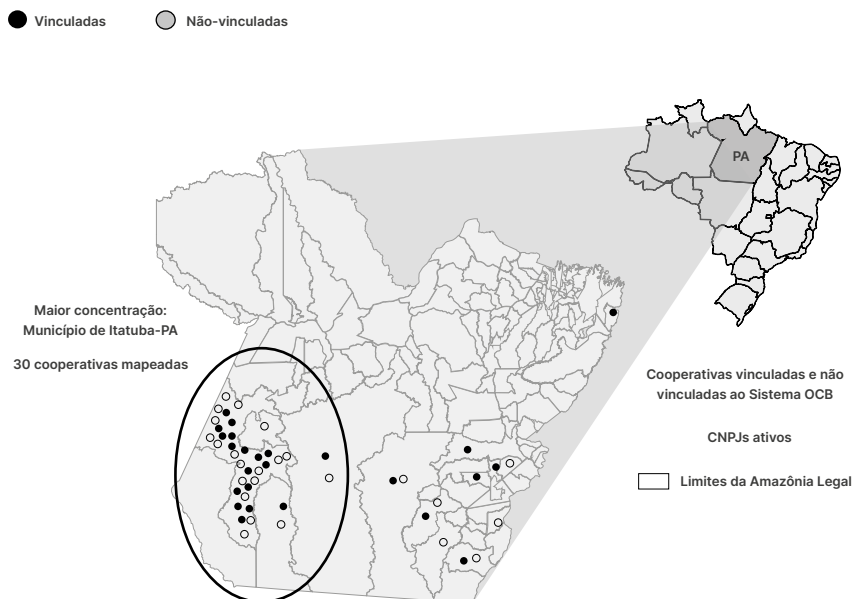 Vinculadas
Não-vinculadas
PA
Maior concentração:
Município de Itatuba-PA
30 cooperativas mapeadas
Cooperativas vinculadas e não
vinculadas ao Sistema OCB
CNPJs ativos
Limites da Amazônia Legal